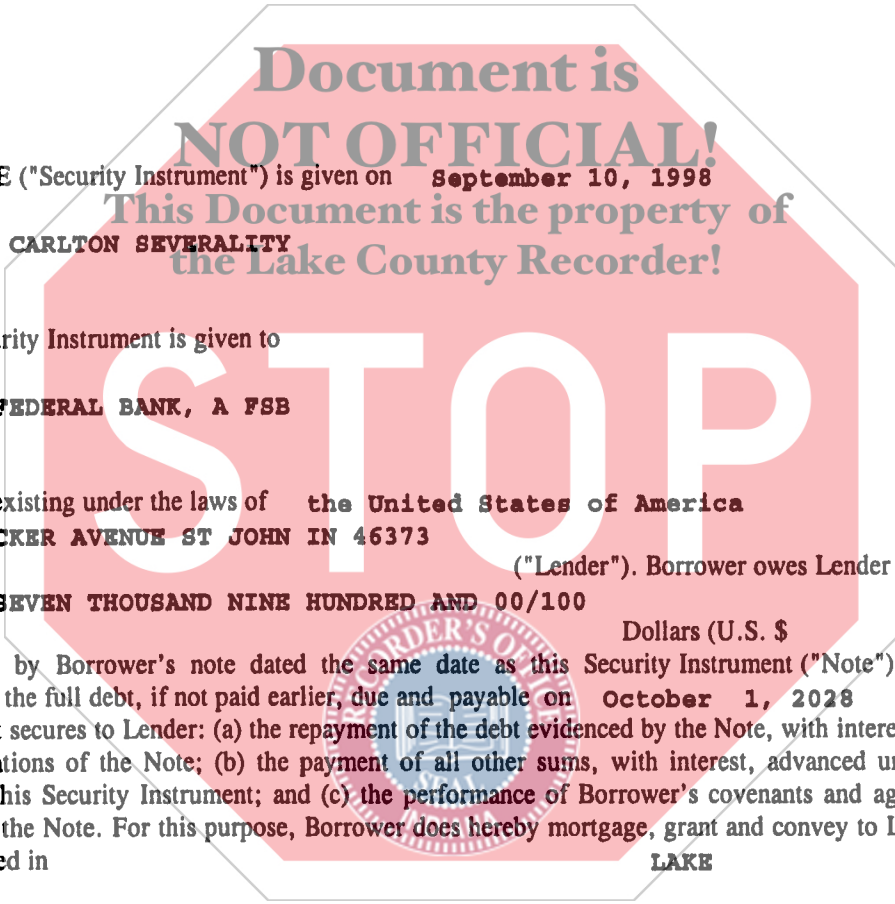 Document is
NOT OFFICIAL!
E ("Security Instrument") is given on September 10, 1998
This Document is the property of
CARLTON SEVERALITY
the Lake County Recorder!
rity Instrument is given to
STOP
FEDERAL BANK, A FSB
existing under the laws of the United States of America
CKER AVENUE ST JOHN IN 46373
("Lender"). Borrower owes Lender
SEVEN THOUSAND NINE HUNDRED AND 00/100
Dollars (U.S. $
RECORDER'S OFFICE
by Borrower's note dated the same date as this Security Instrument ("Note")
the full debt, if not paid earlier, due and payable on October 1, 2028
t secures to Lender: (a) the repayment of the debt evidenced by the Note, with intere
ations of the Note; (b) the payment of all other sums, with interest, advanced u
his Security Instrument; and (c) the performance of Borrower's covenants and ag
SEAL
INDIANA
the Note. For this purpose, Borrower does hereby mortgage, grant and convey to L
ed in LAKE